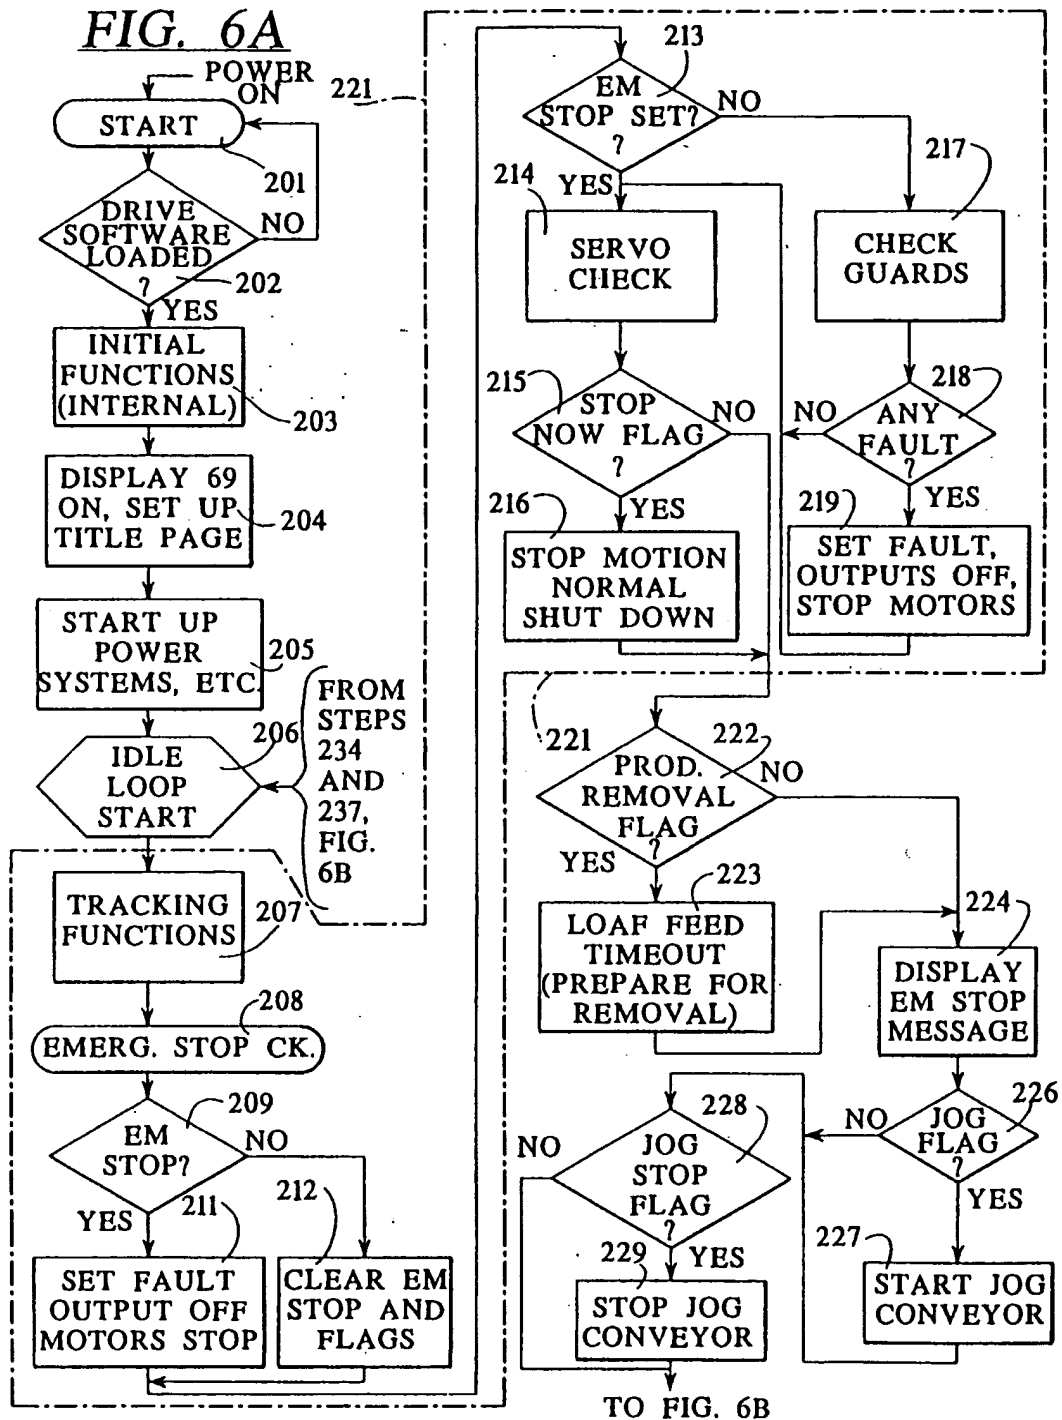 FIG. 6A
POWER
ON
START
201
DRIVE
SOFTWARE
LOADED
?
202
NO
YES
INITIAL
FUNCTIONS
(INTERNAL)
203
DISPLAY 69
ON, SET UP
TITLE PAGE
204
START UP
POWER
SYSTEMS, ETC.
205
IDLE
LOOP
START
206
FROM
STEPS
234
AND
237,
FIG.
6B
TRACKING
FUNCTIONS
207
208
EMERG. STOP CK.
EM
STOP?
209
NO
YES
211
SET FAULT
OUTPUT OFF
MOTORS STOP
212
CLEAR EM
STOP AND
FLAGS
221
213
EM
STOP SET?
?
NO
YES
214
SERVO
CHECK
215
STOP
NOW FLAG
?
NO
YES
216
STOP MOTION
NORMAL
SHUT DOWN
217
CHECK
GUARDS
218
ANY
FAULT
?
NO
YES
219
SET FAULT,
OUTPUTS OFF,
STOP MOTORS
221
222
PROD.
REMOVAL
FLAG
?
NO
YES
223
LOAF FEED
TIMEOUT
(PREPARE FOR
REMOVAL)
224
DISPLAY
EM STOP
MESSAGE
226
JOG
FLAG
?
NO
YES
227
START JOG
CONVEYOR
228
JOG
STOP
FLAG
?
NO
YES
229
STOP JOG
CONVEYOR
TO FIG. 6B